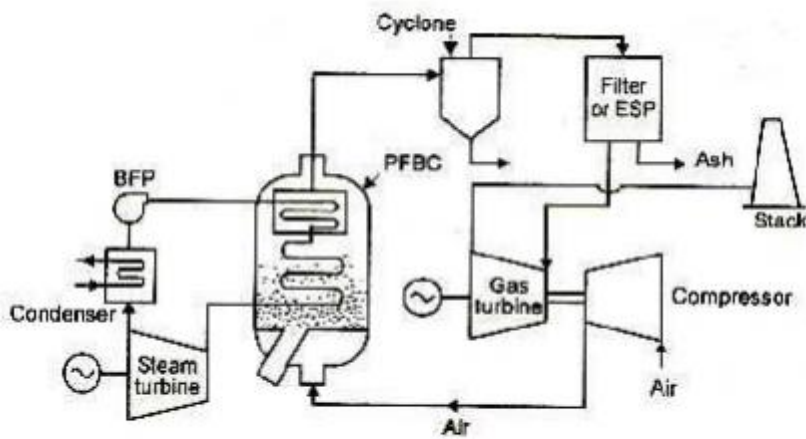 Cyclone
Filter
or ESP
PFBC
Ash
BFP
Stack
Gas
turbine
Compressor
Condenser
Steam
turbine
Air
Air